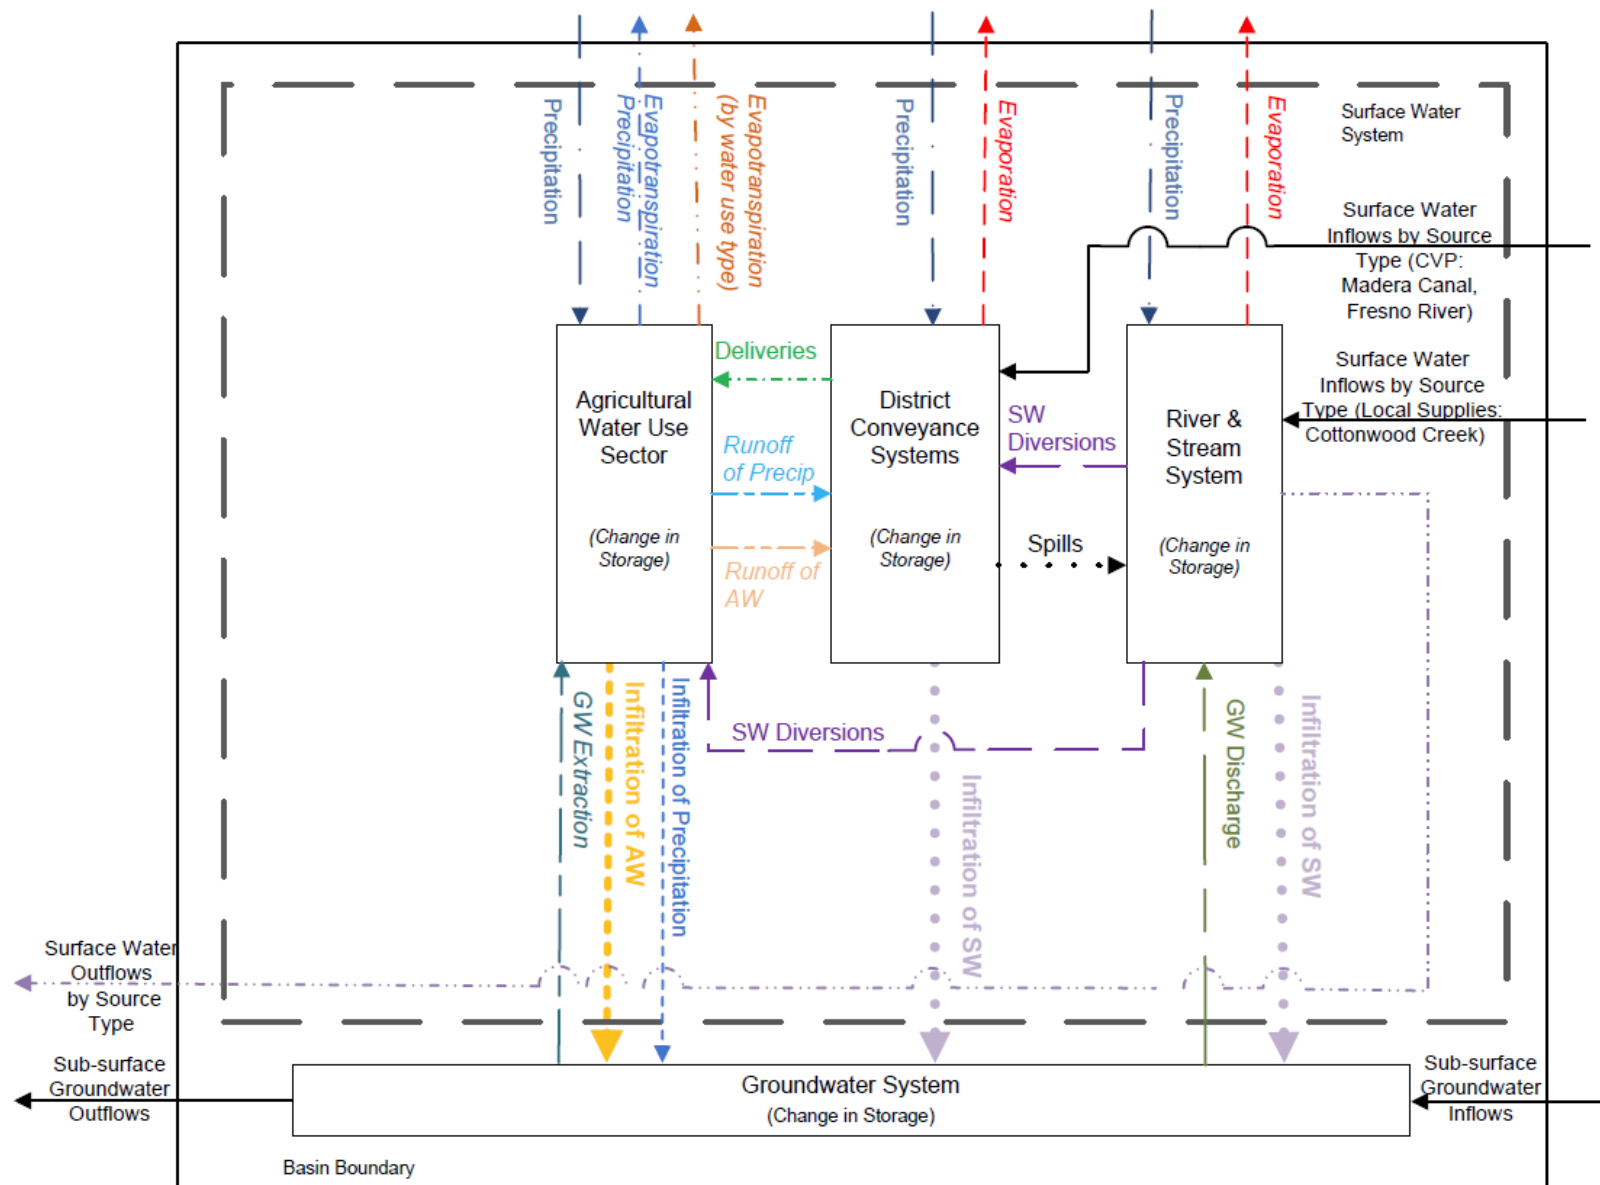 Precipitation
Evapotranspiration
Precipitation
Evapotranspiration
(by water use type)
Precipitation
Evaporation
Precipitation
Evaporation
Surface Water
System
Surface Water
Inflows by Source
Type (CVP:
Madera Canal,
Fresno River)
Surface Water
Inflows by Source
Type (Local Supplies:
Cottonwood Creek)
Agricultural
Water Use
Sector
(Change in
Storage)
Deliveries
Runoff
of Precip
Runoff of
AW
District
Conveyance
Systems
(Change in
Storage)
SW
Diversions
Spills
River &
Stream
System
(Change in
Storage)
GW Extraction
Infiltration of AW
Infiltration of Precipitation
SW Diversions
Infiltration of SW
GW Discharge
Infiltration of SW
Surface Water
Outflows
by Source
Type
Sub-surface
Groundwater
Outflows
Groundwater System
(Change in Storage)
Sub-surface
Groundwater
Inflows
Basin Boundary